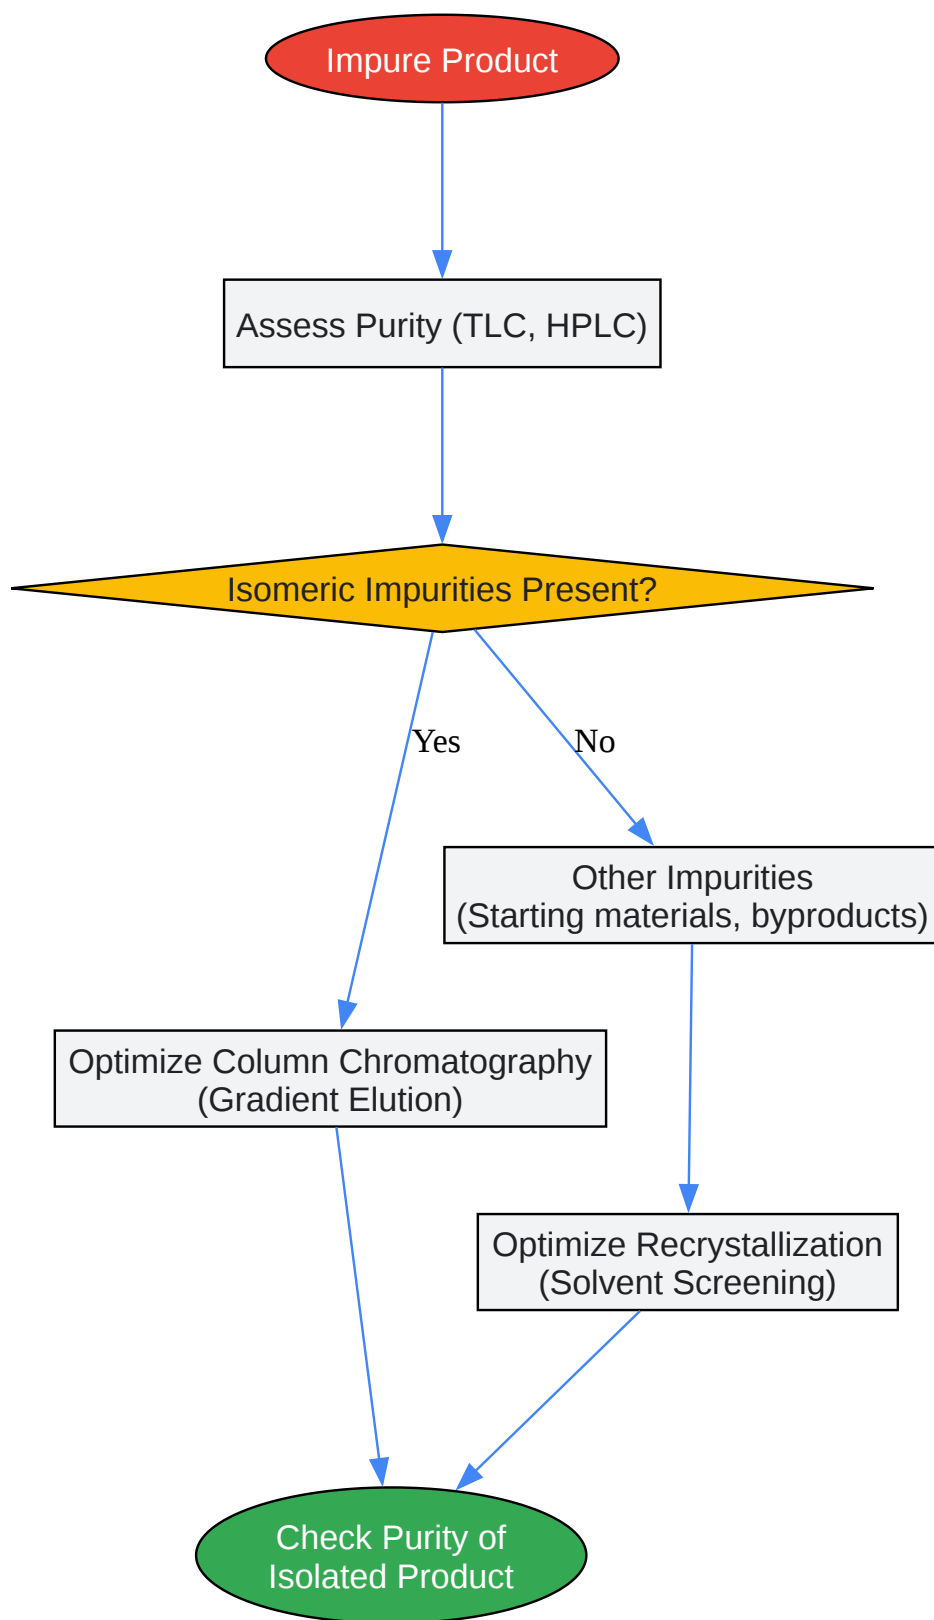 Impure Product
Assess Purity (TLC, HPLC)
Isomeric Impurities Present?
Yes
No
Other Impurities
(Starting materials, byproducts)
Optimize Column Chromatography
(Gradient Elution)
Optimize Recrystallization
(Solvent Screening)
Check Purity of
Isolated Product